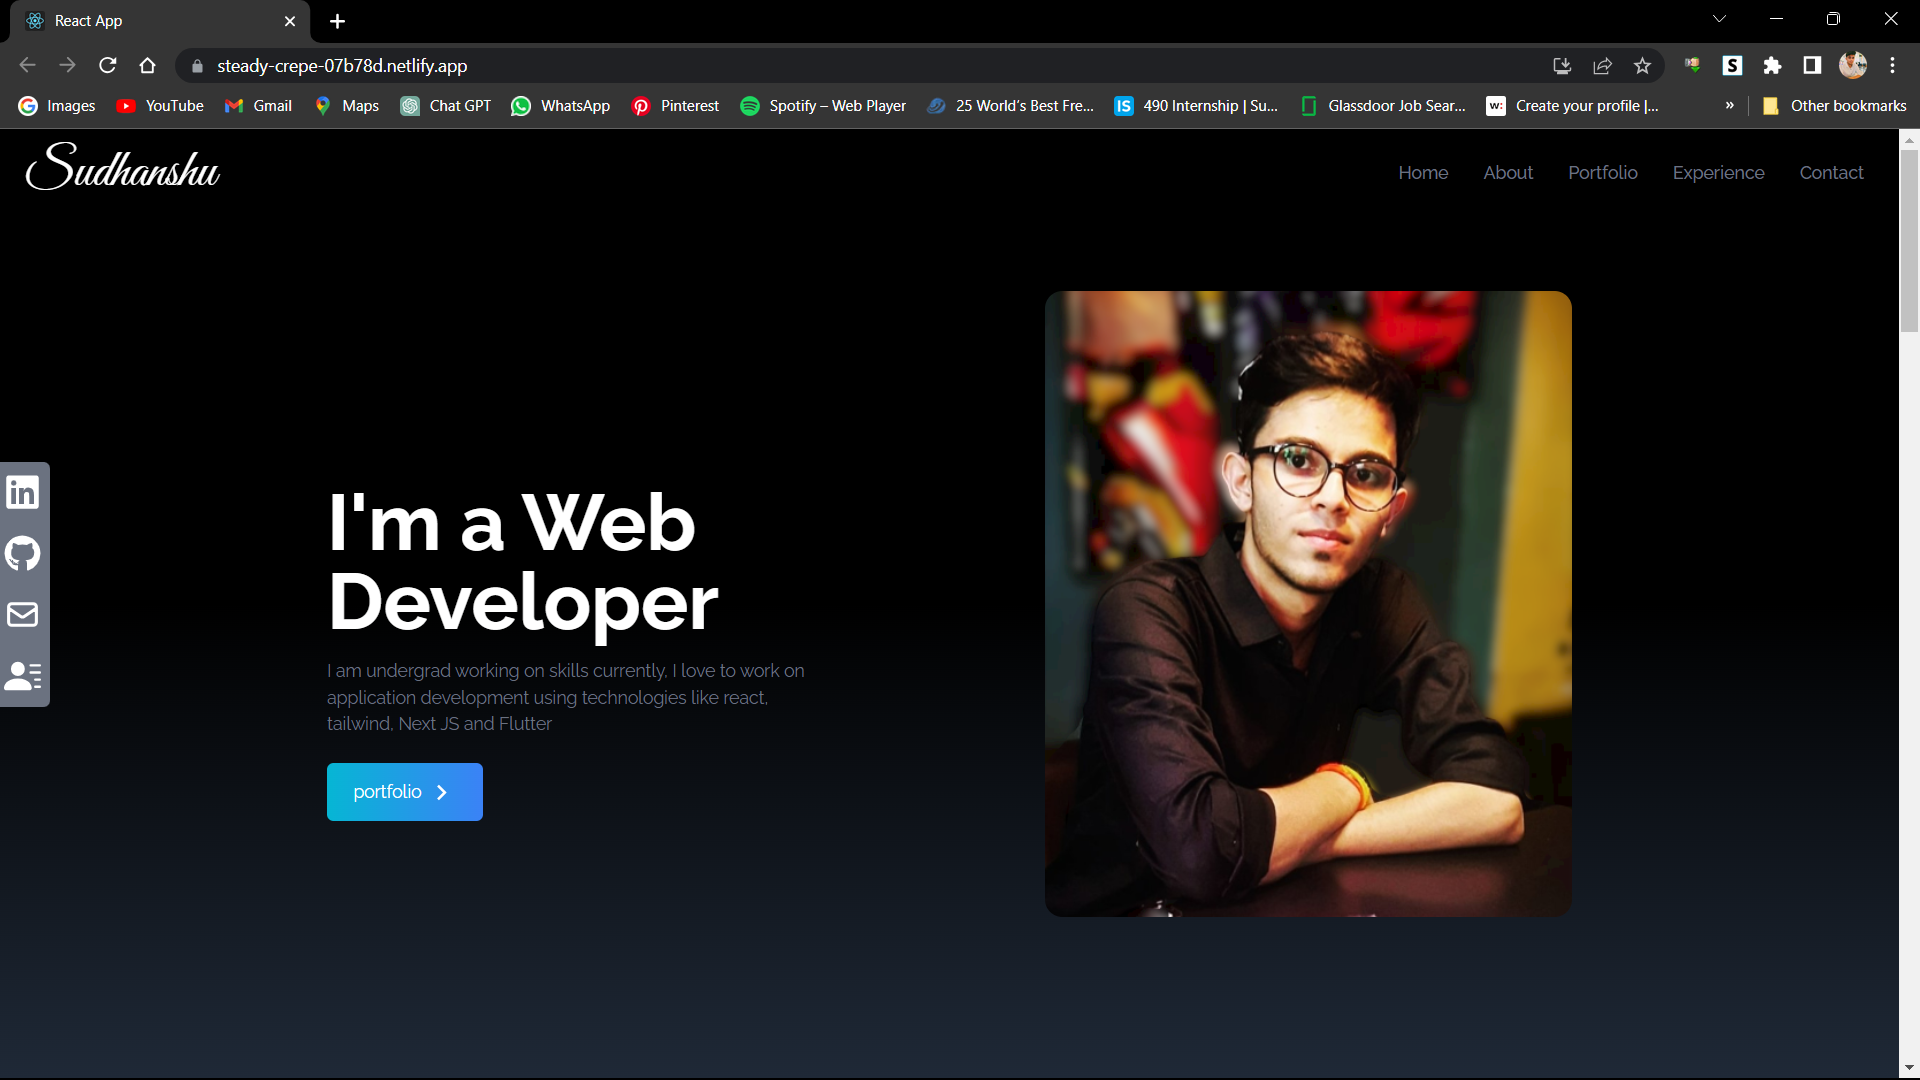 React App
steady-crepe-07b78d.netlify.app
S
Images YouTube Gmail Maps Chat GPT WhatsApp Pinterest Spotify – Web Player 25 World's Best Fre... IS 490 Internship | Su... Glassdoor Job Sear... w: Create your profile |... » Other bookmarks
Sudhanshu
Home About Portfolio Experience Contact
in
I'm a Web
Developer
I am undergrad working on skills currently, I love to work on
application development using technologies like react,
tailwind, Next JS and Flutter
portfolio